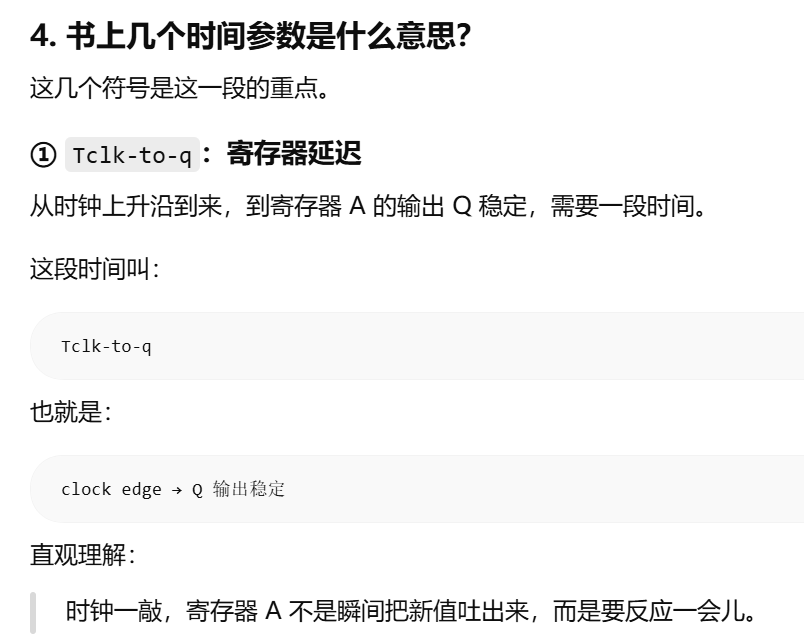 4. 书上几个时间参数是什么意思？
这几个符号是这一段的重点。
① Tclk-to-q：寄存器延迟
从时钟上升沿到来，到寄存器 A 的输出 Q 稳定，需要一段时间。
这段时间叫：
Tclk-to-q
也就是：
clock edge → Q 输出稳定
直观理解：
时钟一敲，寄存器 A 不是瞬间把新值吐出来，而是要反应一会儿。